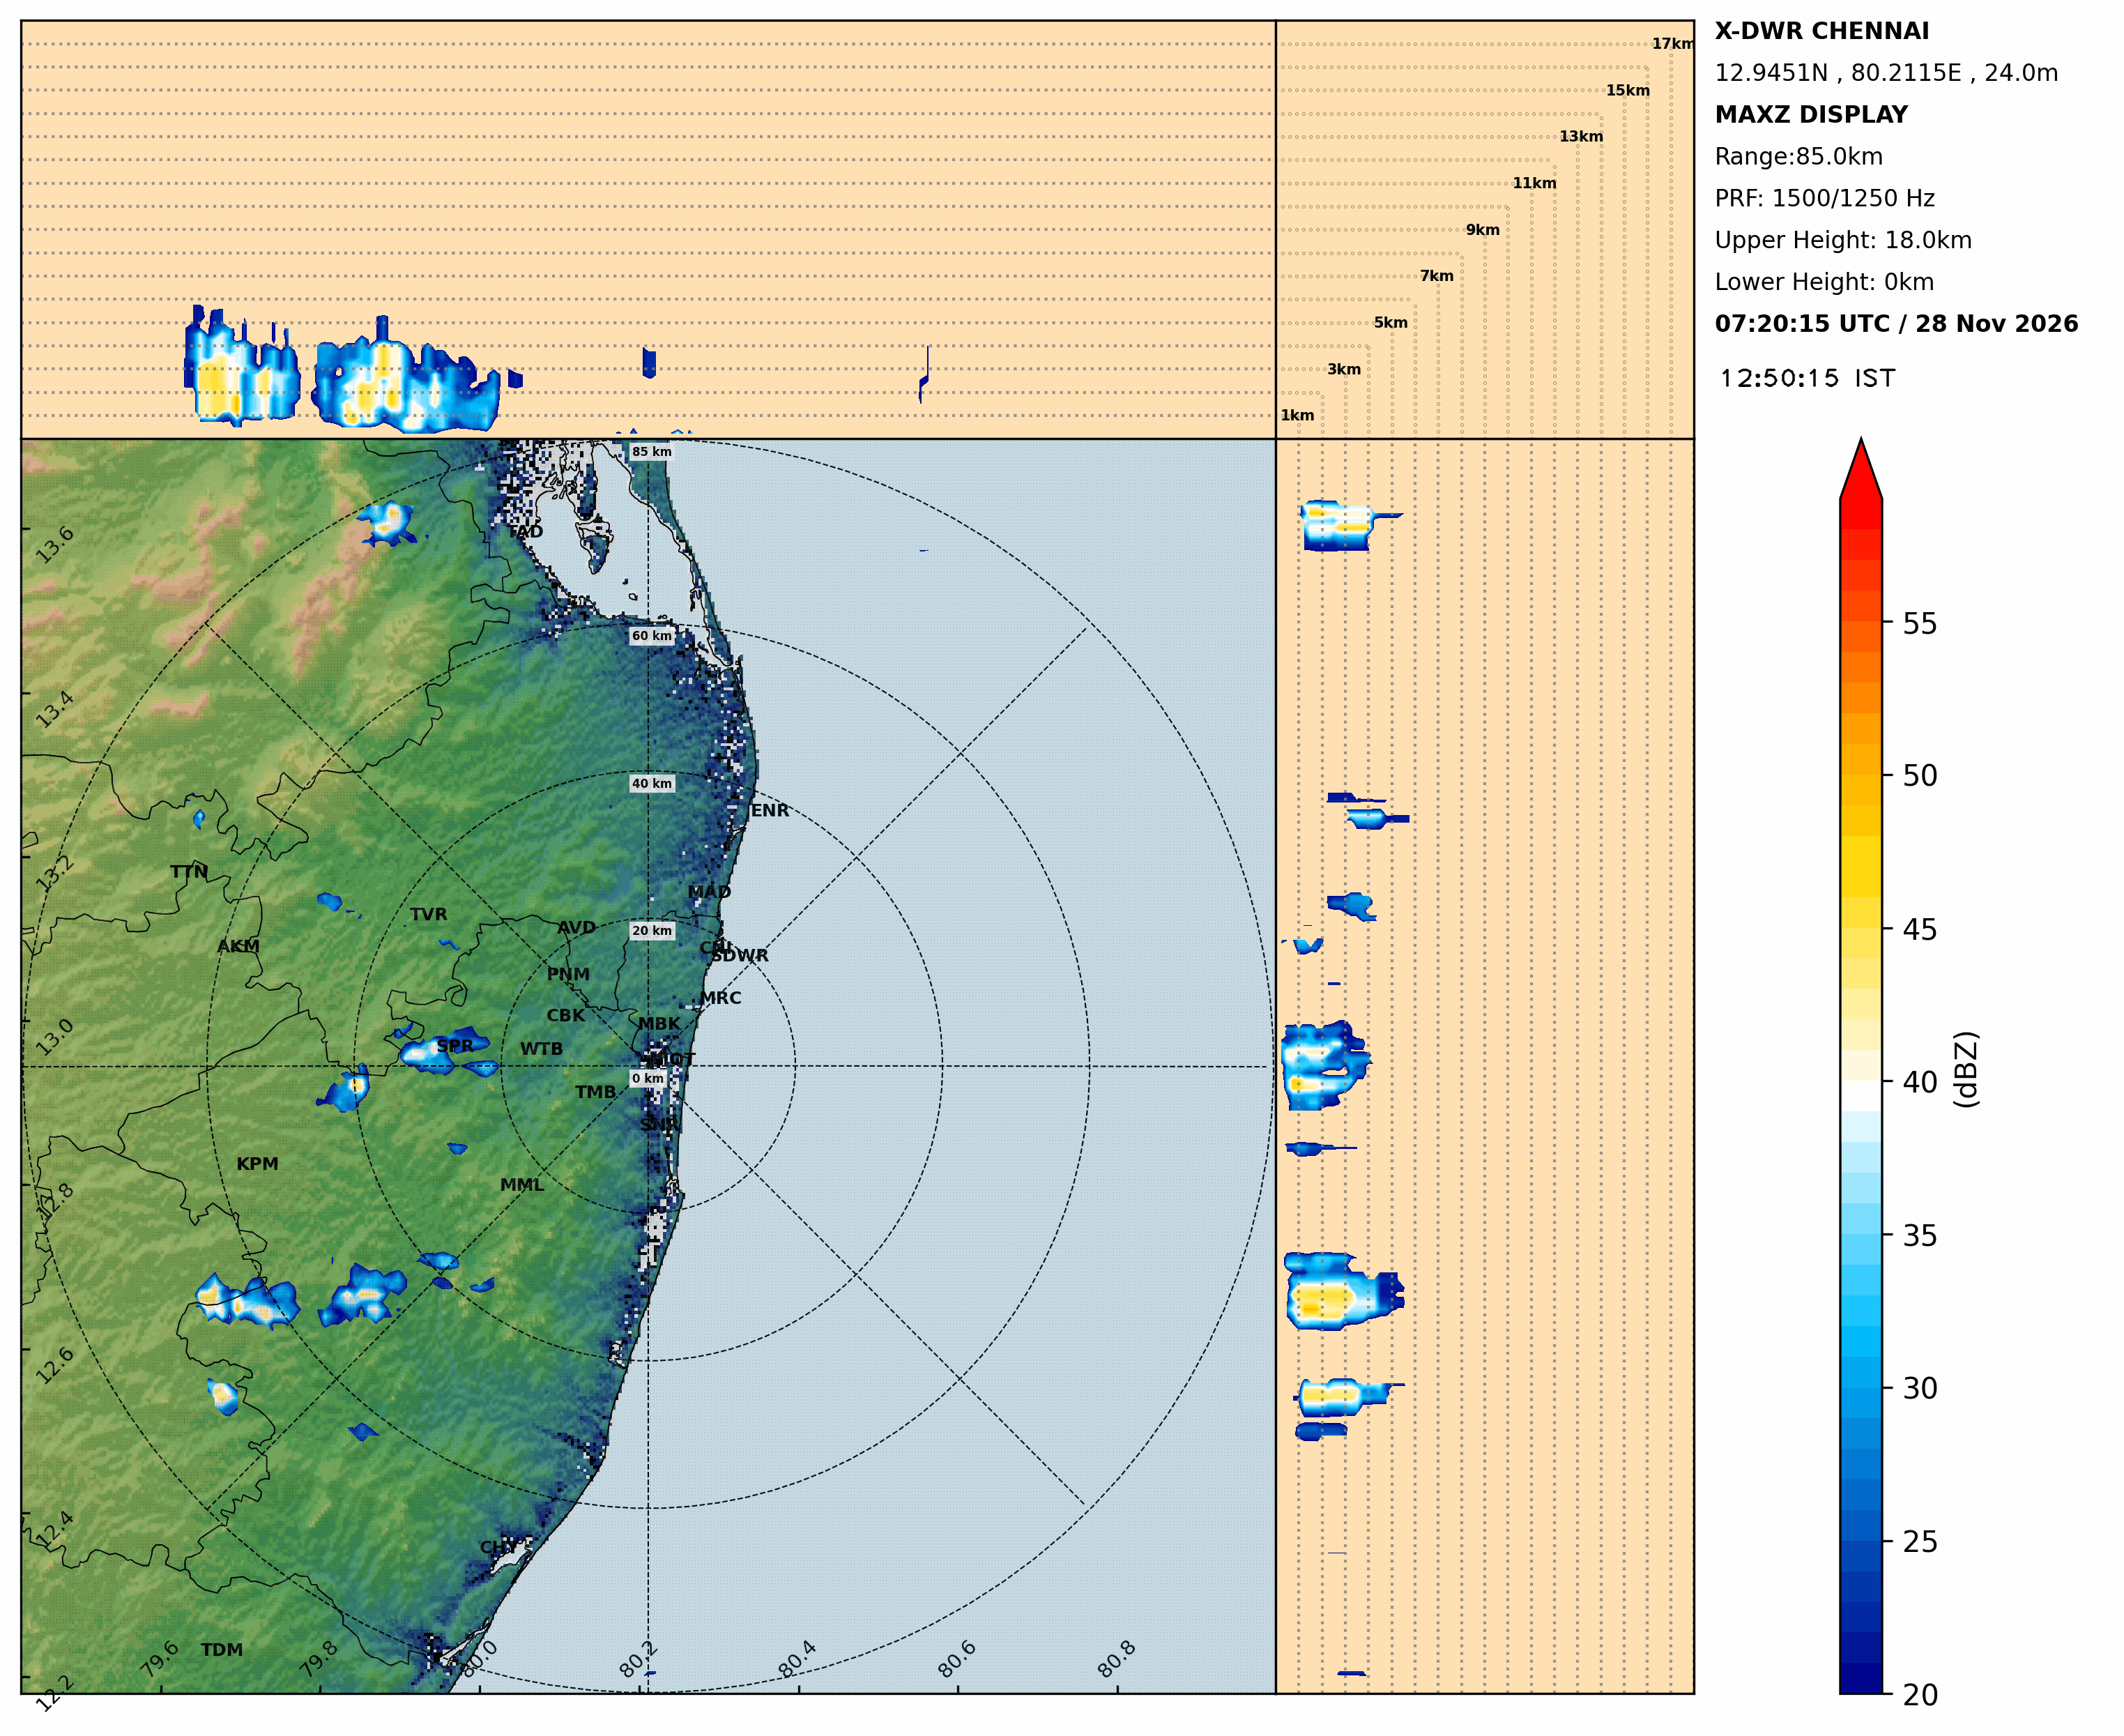 X-DWR CHENNAI
12.9451N , 80.2115E , 24.0m
MAXZ DISPLAY
Range:85.0km
PRF: 1500/1250 Hz
Upper Height: 18.0km
Lower Height: 0km
07:20:15 UTC / 28 Nov 2026
12:50:15 IST
17km
15km
13km
11km
9km
7km
5km
3km
1km
85 km
TAD
13.6
60 km
13.4
40 km
ENR
13.2
TTN
MAD
TVR
AVD
20 km
AKM
CNI
SDWR
PNM
MRC
CBK
MBK
13.0
SPR
WTB
MIOT
0 km
TMB
SNR
KPM
MML
12.8
12.6
12.4
CHY
TDM
12.2
79.6
79.8
80.0
80.2
80.4
80.6
80.8
55
50
45
40
35
30
25
20
(dBZ)